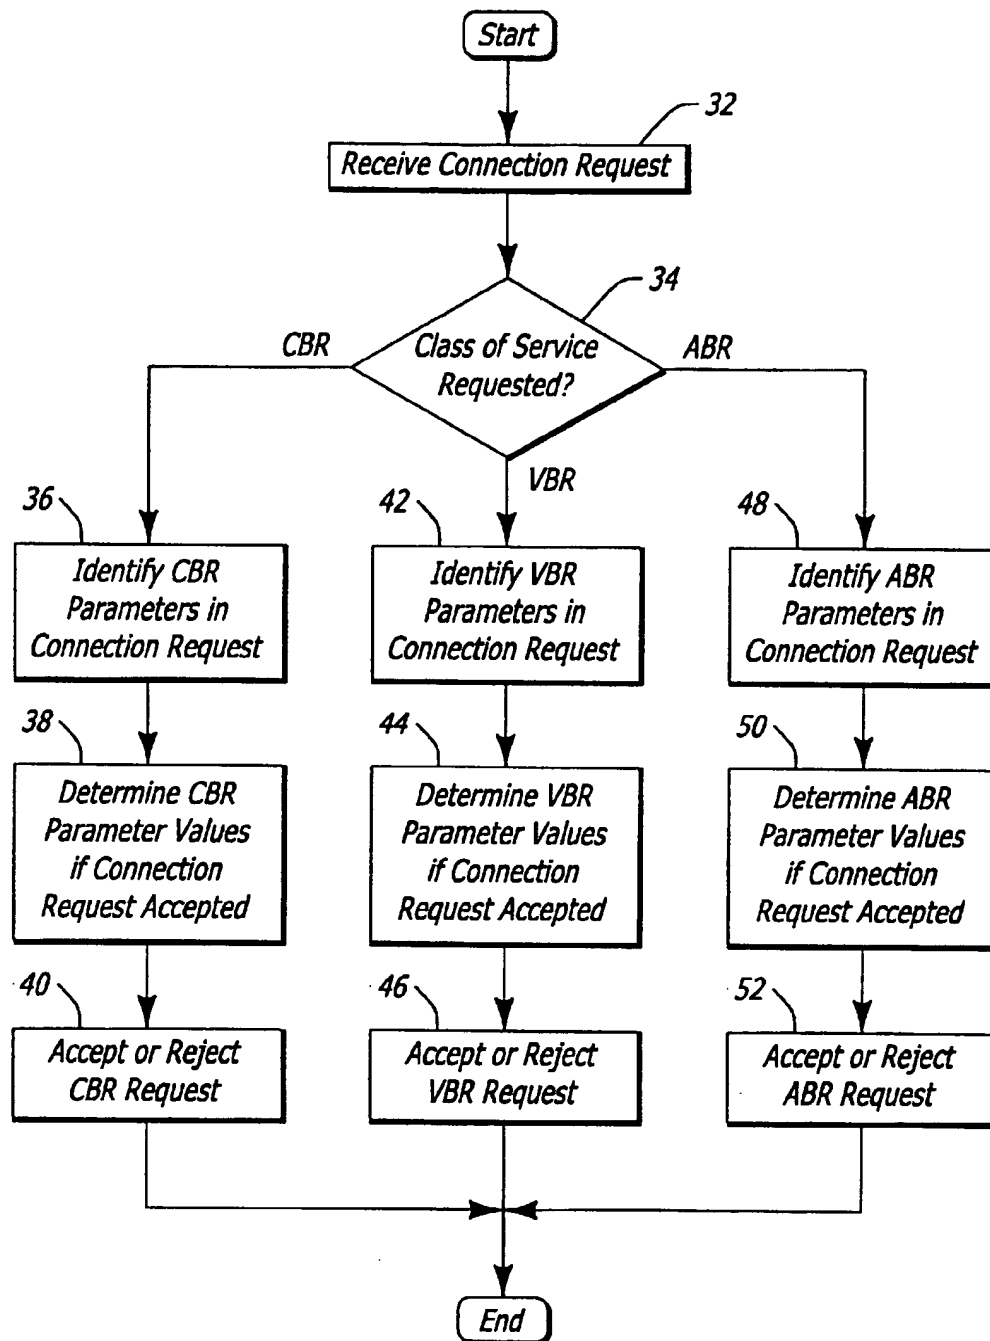 Start
32
Receive Connection Request
34
CBR
Class of Service
Requested?
ABR
VBR
36
Identify CBR
Parameters in
Connection Request
42
Identify VBR
Parameters in
Connection Request
48
Identify ABR
Parameters in
Connection Request
38
Determine CBR
Parameter Values
if Connection
Request Accepted
44
Determine VBR
Parameter Values
if Connection
Request Accepted
50
Determine ABR
Parameter Values
if Connection
Request Accepted
40
Accept or Reject
CBR Request
46
Accept or Reject
VBR Request
52
Accept or Reject
ABR Request
End